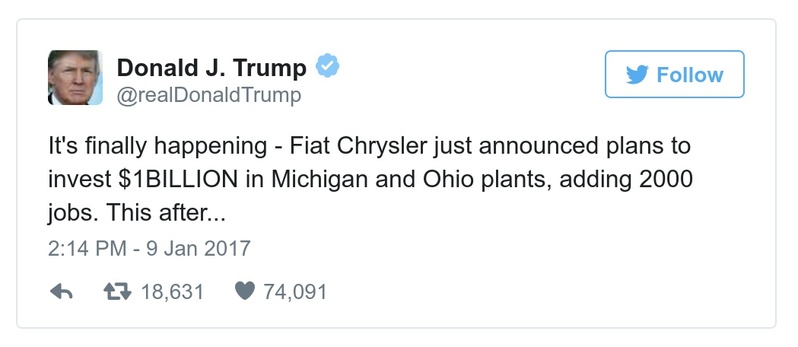 Donald J. Trump
@realDonaldTrump
Follow
It's finally happening - Fiat Chrysler just announced plans to
invest $1BILLION in Michigan and Ohio plants, adding 2000
jobs. This after...
2:14 PM - 9 Jan 2017
18,631 74,091